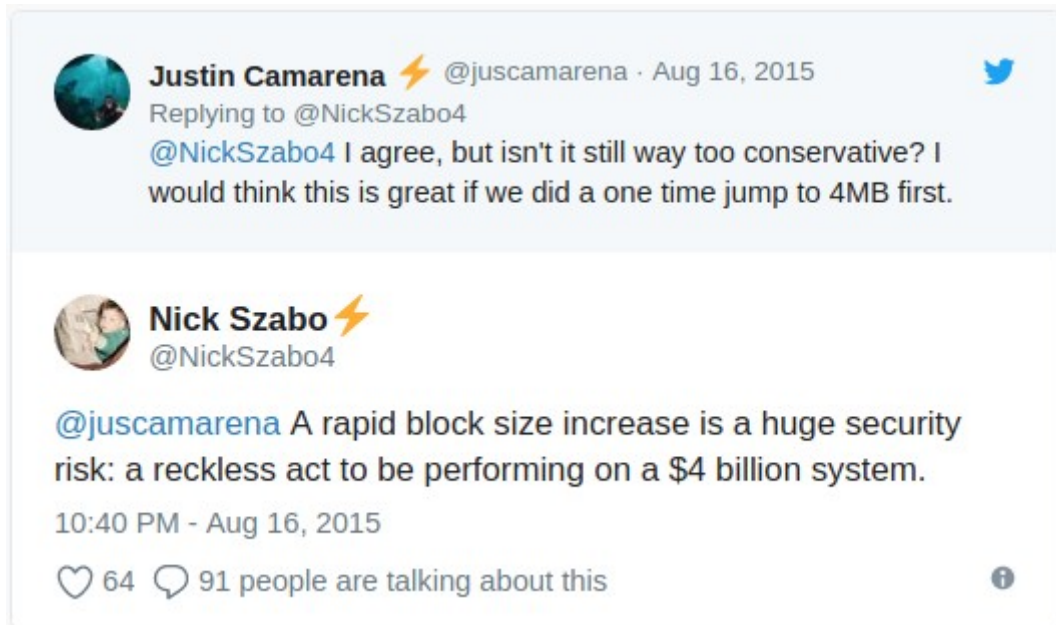 Justin Camarena ⚡ @juscamarena · Aug 16, 2015
Replying to @NickSzabo4
@NickSzabo4 I agree, but isn't it still way too conservative? I
would think this is great if we did a one time jump to 4MB first.
Nick Szabo⚡
@NickSzabo4
@juscamarena A rapid block size increase is a huge security
risk: a reckless act to be performing on a $4 billion system.
10:40 PM - Aug 16, 2015
64 91 people are talking about this